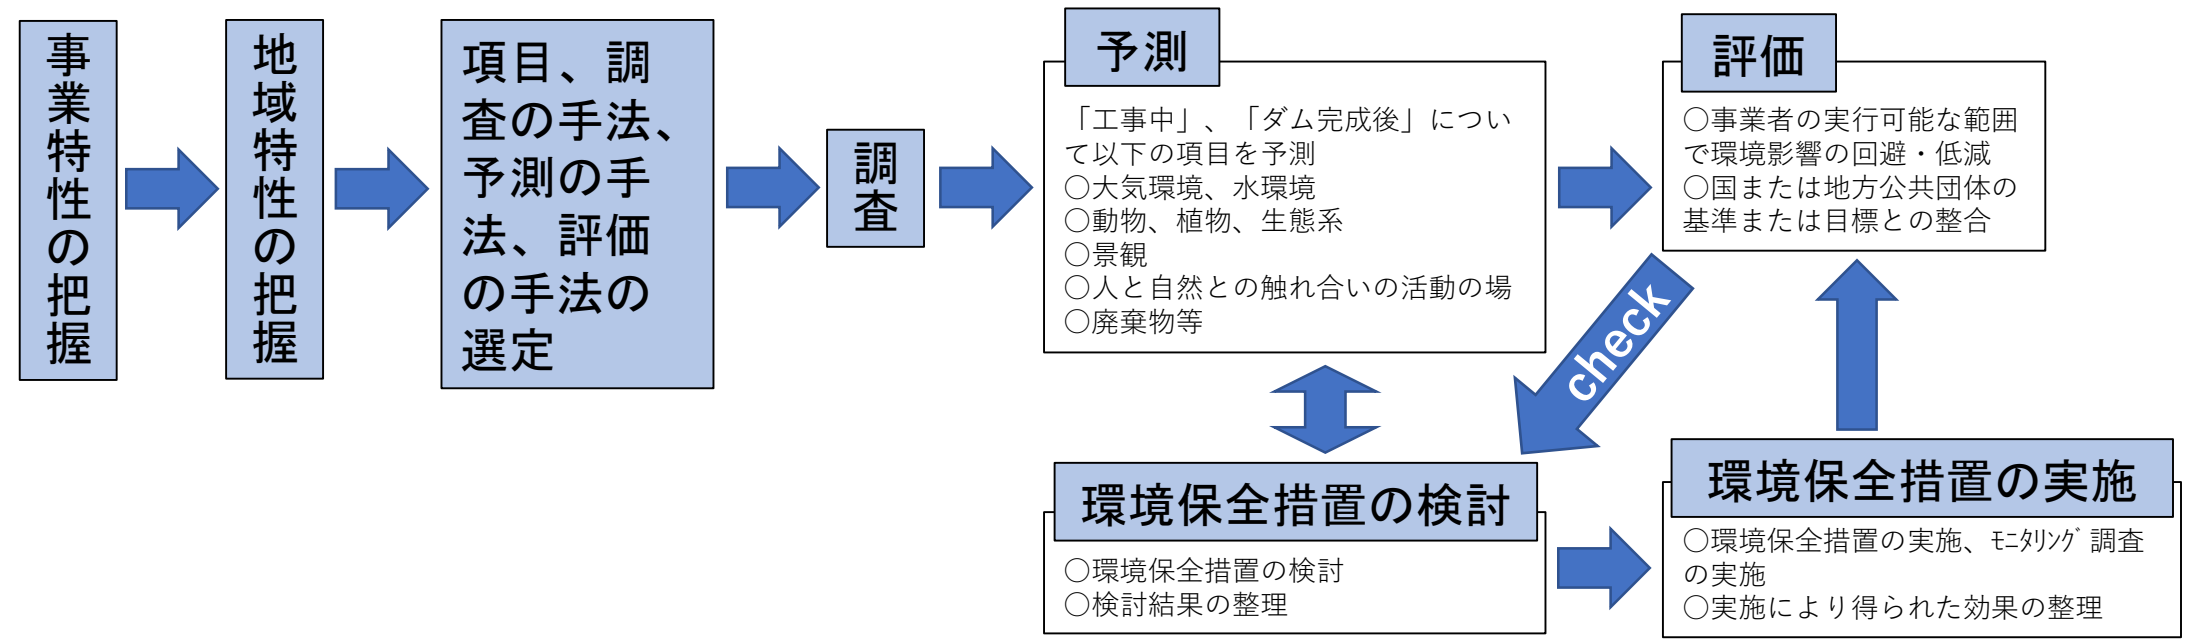 事業特性の把握
地域特性の把握
項目、調
査の手法、
予測の手
法、評価
の手法の
選定
調査
予測
「工事中」、「ダム完成後」につい
て以下の項目を予測
○大気環境、水環境
○動物、植物、生態系
○景観
○人と自然との触れ合いの活動の場
○廃棄物等
評価
○事業者の実行可能な範囲
で環境影響の回避・低減
○国または地方公共団体の
基準または目標との整合
check
環境保全措置の検討
○環境保全措置の検討
○検討結果の整理
環境保全措置の実施
○環境保全措置の実施、ﾓﾆﾀﾘﾝｸﾞ調査
の実施
○実施により得られた効果の整理